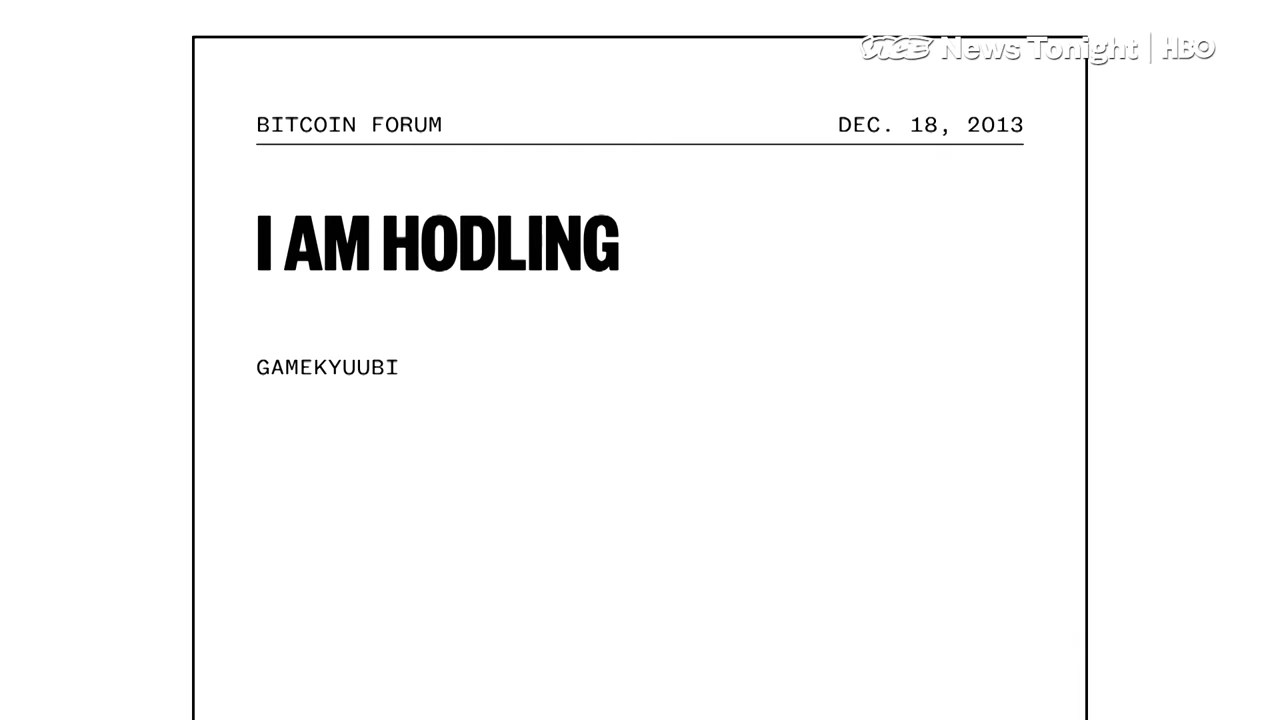 VICE News Tonight | HBO
BITCOIN FORUM
DEC. 18, 2013
I AM HODLING
GAMEKYUUBI